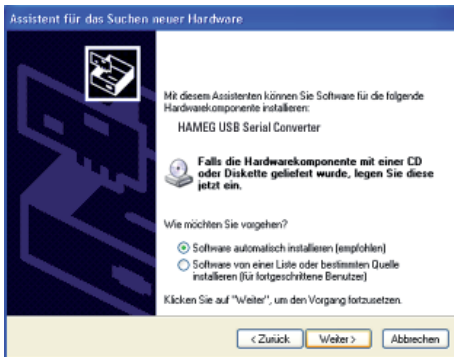 Assistent für das Suchen neuer Hardware
Mit diesem Assistenten können Sie Software für die folgende
Hardwarekomponente installieren:
HAMEG USB Serial Converter
Falls die Hardwarekomponente mit einer CD
oder Diskette geliefert wurde, legen Sie diese
jetzt ein.
Wie möchten Sie vorgehen?
Software automatisch installieren (empfohlen)
Software von einer Liste oder bestimmten Quelle
installieren (für fortgeschrittene Benutzer)
Klicken Sie auf "Weiter", um den Vorgang fortzusetzen.
< Zurück Weiter > Abbrechen